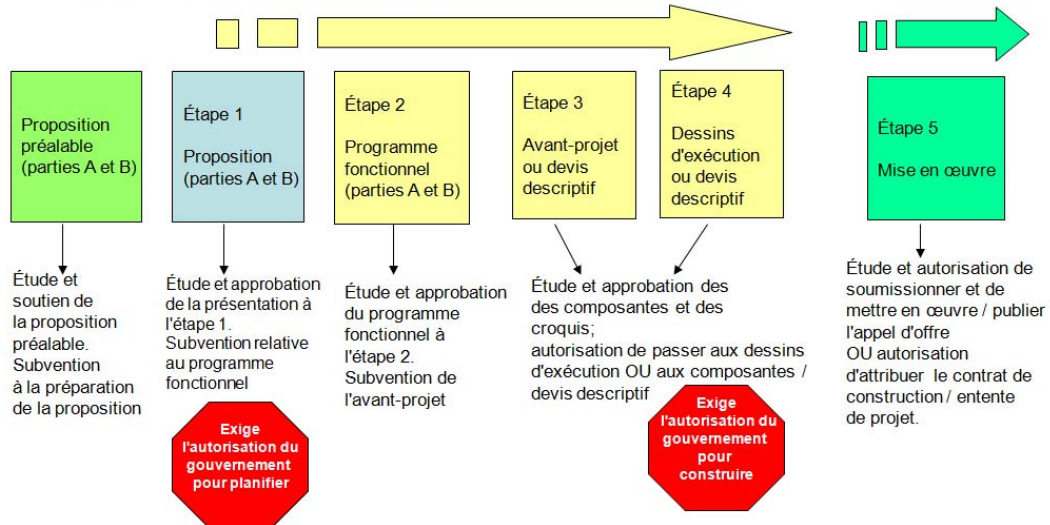 Proposition
préalable
(parties A et B)
Étape 1
Proposition
(parties A et B)
Étape 2
Programme
fonctionnel
(parties A et B)
Étape 3
Avant-projet
ou devis
descriptif
Étape 4
Dessins
d'exécution
ou devis
descriptif
Étape 5
Mise en œuvre
Étude et
soutien de
la proposition
préalable.
Subvention
à la préparation
de la proposition
Étude et approbation
de la présentation à
l'étape 1.
Subvention relative
au programme
fonctionnel
Exige
l'autorisation du
gouvernement
pour planifier
Étude et approbation
du programme
fonctionnel à
l'étape 2.
Subvention de
l'avant-projet
Étude et approbation des
des composantes et des
croquis;
autorisation de passer aux dessins
d'exécution OU aux composantes /
devis descriptif
Exige
l'autorisation du
gouvernement
pour
construire
Étude et autorisation de
soumissionner et de
mettre en œuvre / publier
l'appel d'offre
OU autorisation
d'attribuer le contrat de
construction / entente
de projet.